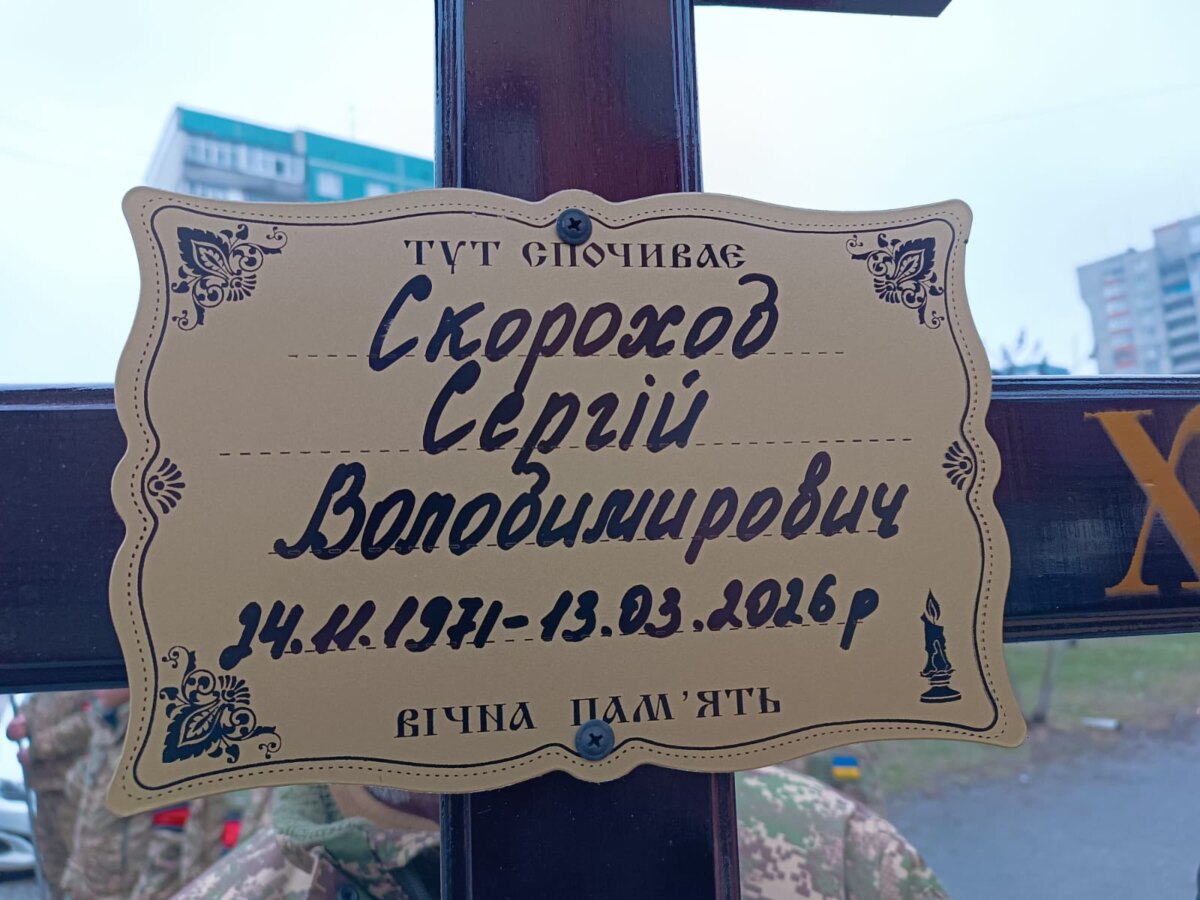 ТУТ СПОЧИВАЄ
Скороход
Сергій
Володимирович
24.11.1971-13.03.2026р
ВІЧНА ПАМ'ЯТЬ
Х